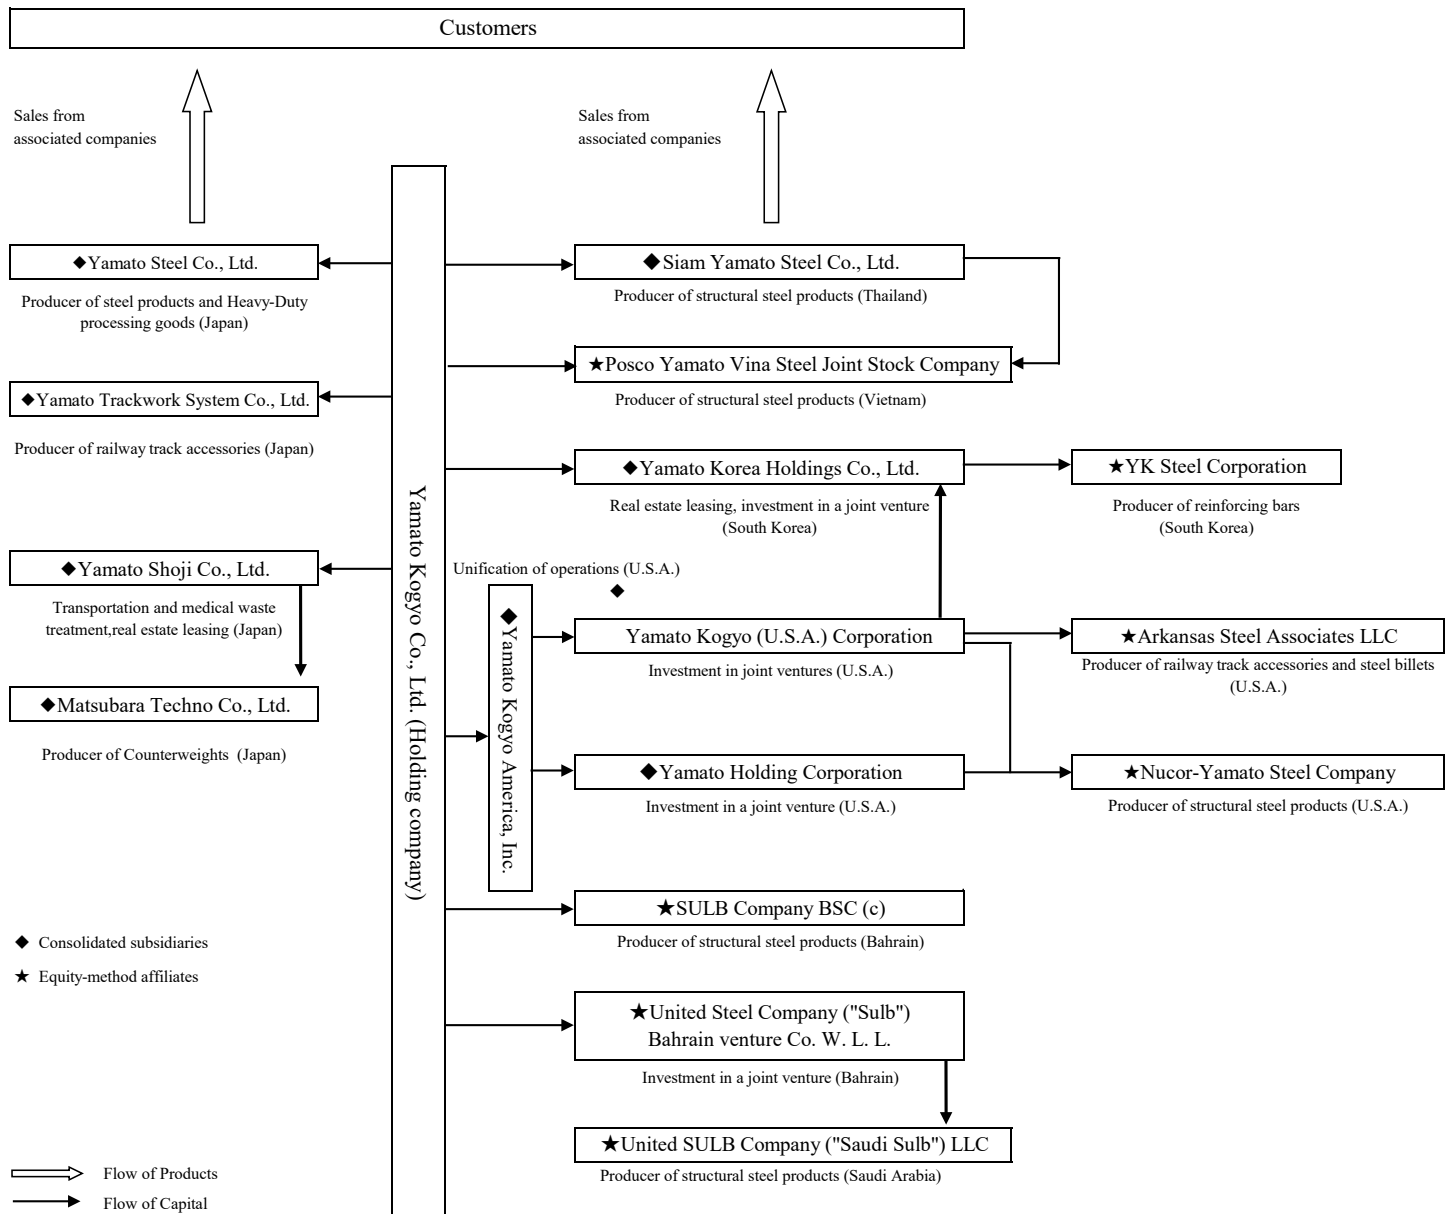 Customers
Sales from
associated companies
Sales from
associated companies
◆Yamato Steel Co., Ltd.
Producer of steel products and Heavy-Duty
processing goods (Japan)
◆Yamato Trackwork System Co., Ltd.
Producer of railway track accessories (Japan)
◆Yamato Shoji Co., Ltd.
Transportation and medical waste
treatment,real estate leasing (Japan)
◆Matsubara Techno Co., Ltd.
Producer of Counterweights (Japan)
◆ Consolidated subsidiaries
★ Equity-method affiliates
Flow of Products
Flow of Capital
Yamato Kogyo Co., Ltd. (Holding company)
◆Siam Yamato Steel Co., Ltd.
Producer of structural steel products (Thailand)
★Posco Yamato Vina Steel Joint Stock Company
Producer of structural steel products (Vietnam)
◆Yamato Korea Holdings Co., Ltd.
Real estate leasing, investment in a joint venture
(South Korea)
★YK Steel Corporation
Producer of reinforcing bars
(South Korea)
Unification of operations (U.S.A.)
◆Yamato Kogyo America, Inc.
◆
Yamato Kogyo (U.S.A.) Corporation
Investment in joint ventures (U.S.A.)
★Arkansas Steel Associates LLC
Producer of railway track accessories and steel billets
(U.S.A.)
◆Yamato Holding Corporation
Investment in a joint venture (U.S.A.)
★Nucor-Yamato Steel Company
Producer of structural steel products (U.S.A.)
★SULB Company BSC (c)
Producer of structural steel products (Bahrain)
★United Steel Company ("Sulb")
Bahrain venture Co. W. L. L.
Investment in a joint venture (Bahrain)
★United SULB Company ("Saudi Sulb") LLC
Producer of structural steel products (Saudi Arabia)